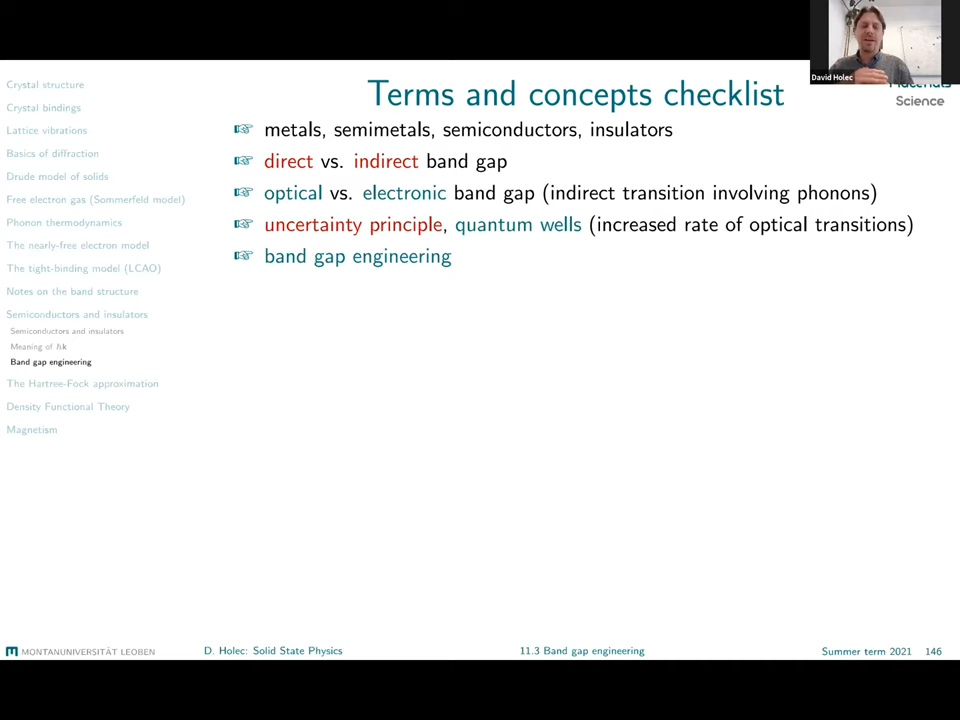 David Holec
Materials
Science
Crystal structure
Crystal bindings
Lattice vibrations
Basics of diffraction
Drude model of solids
Free electron gas (Sommerfeld model)
Phonon thermodynamics
The nearly-free electron model
The tight-binding model (LCAO)
Notes on the band structure
Semiconductors and insulators
Semiconductors and insulators
Meaning of ℏk
Band gap engineering
The Hartree-Fock approximation
Density Functional Theory
Magnetism
Terms and concepts checklist
metals, semimetals, semiconductors, insulators
direct vs. indirect band gap
optical vs. electronic band gap (indirect transition involving phonons)
uncertainty principle, quantum wells (increased rate of optical transitions)
band gap engineering
MONTANUNIVERSITÄT LEOBEN
D. Holec: Solid State Physics
11.3 Band gap engineering
Summer term 2021 146